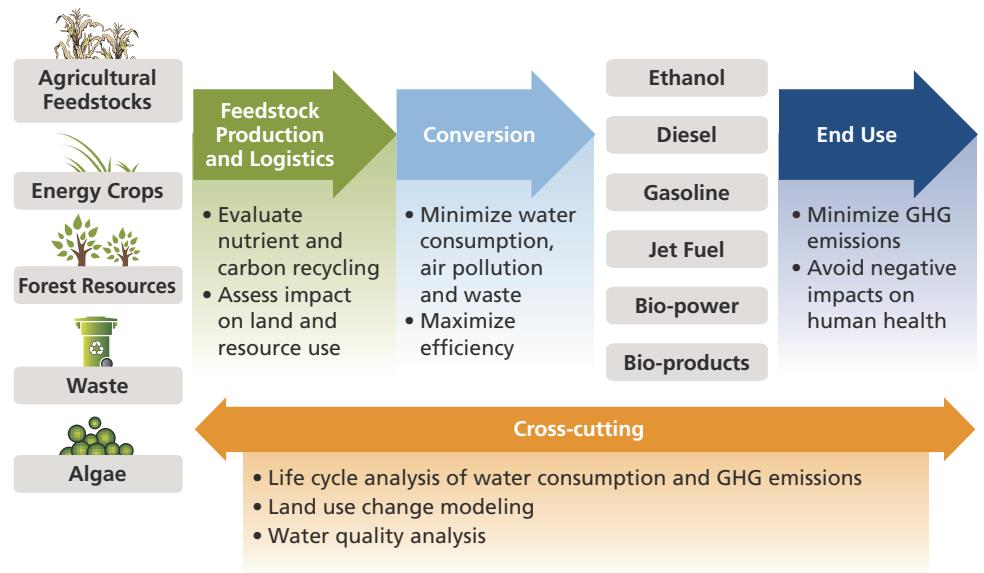 Agricultural
Feedstocks
Energy Crops
Forest Resources
Waste
Algae
Feedstock
Production
and Logistics
• Evaluate
nutrient and
carbon recycling
• Assess impact
on land and
resource use
Conversion
• Minimize water
consumption,
air pollution
and waste
• Maximize
efficiency
Ethanol
Diesel
Gasoline
Jet Fuel
Bio-power
Bio-products
End Use
• Minimize GHG
emissions
• Avoid negative
impacts on
human health
Cross-cutting
• Life cycle analysis of water consumption and GHG emissions
• Land use change modeling
• Water quality analysis